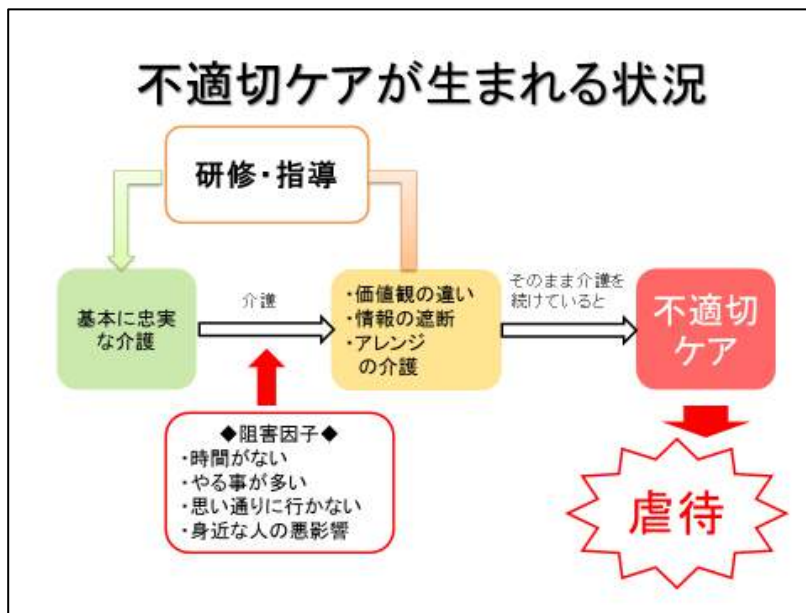 不適切ケアが生まれる状況
研修・指導
基本に忠実
な介護
介護
・価値観の違い
・情報の遮断
・アレンジ
の介護
そのまま介護を
続けていると
不適切
ケア
◆阻害因子◆
・時間がない
・やる事が多い
・思い通りに行かない
・身近な人の悪影響
虐待